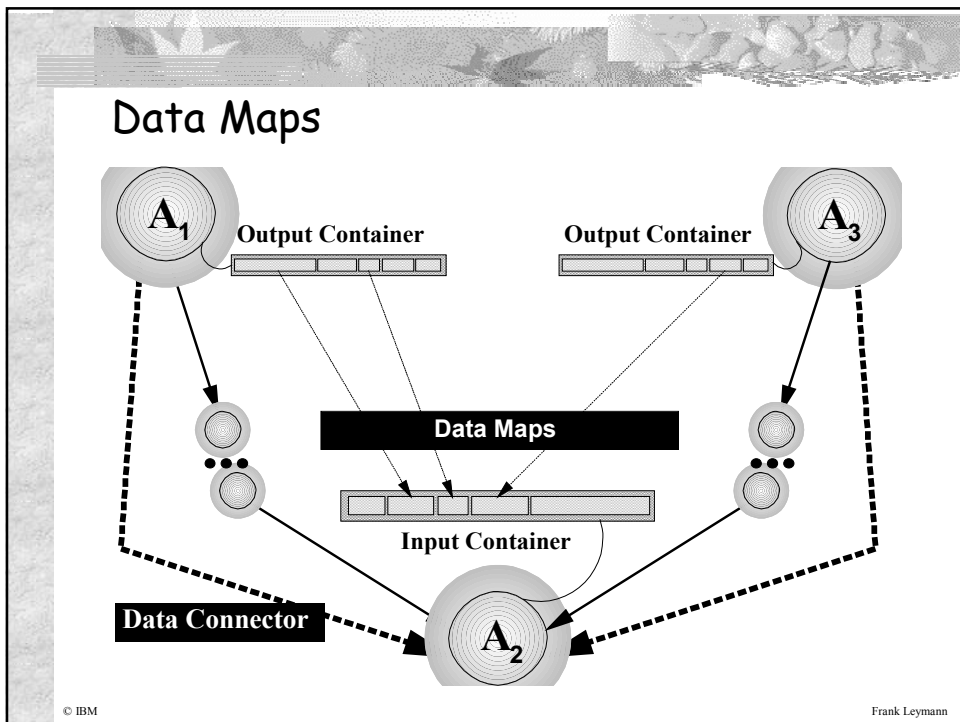 Data Maps
A1
A3
Output Container
Output Container
Data Maps
Input Container
Data Connector
A2
© IBM
Frank Leymann